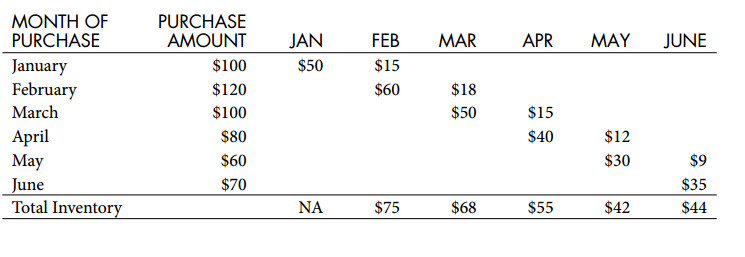 MONTH OF PURCHASE
PURCHASE AMOUNT JAN FEB MAR APR MAY JUNE
January $100 $50 $15
February $120 $60 $18
March $100 $50 $15
April $80 $40 $12
May $60 $30 $9
June $70 $35
Total Inventory NA $75 $68 $55 $42 $44